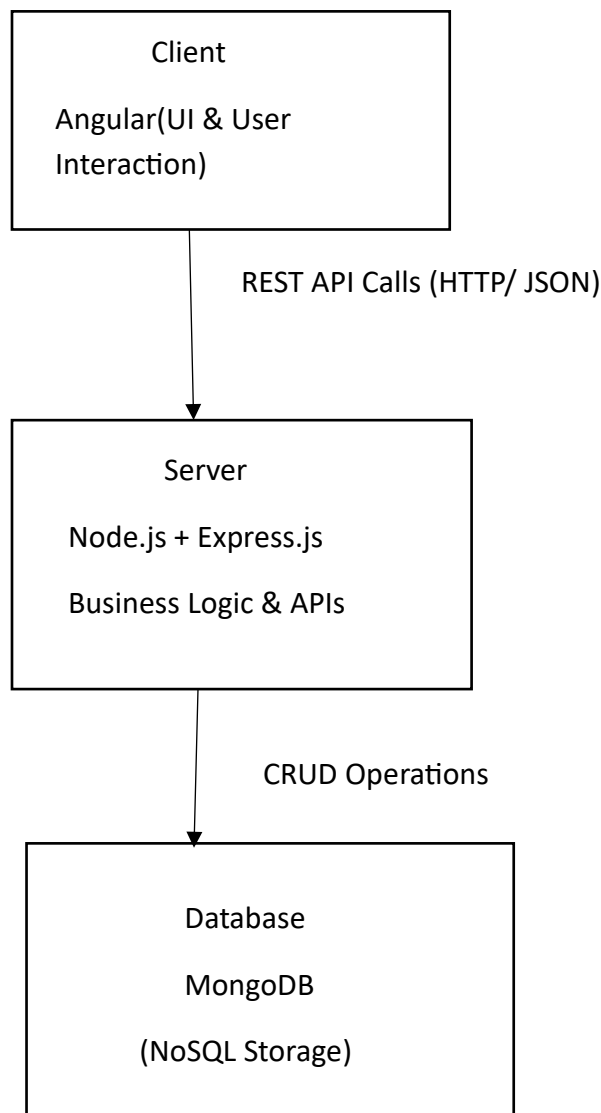 Client
Angular(UI & User
Interaction)
REST API Calls (HTTP/ JSON)
Server
Node.js + Express.js
Business Logic & APIs
CRUD Operations
Database
MongoDB
(NoSQL Storage)